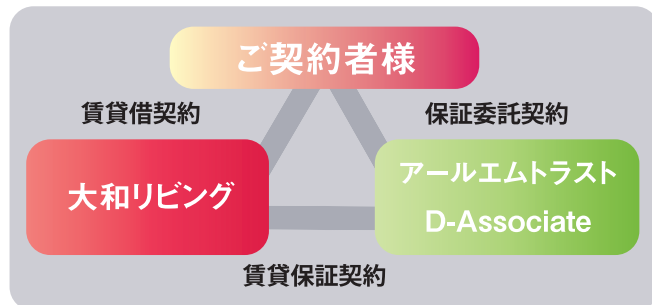 ご契約者様
賃貸借契約
保証委託契約
大和リビング
アールエムトラスト
D-Associate
賃貸保証契約